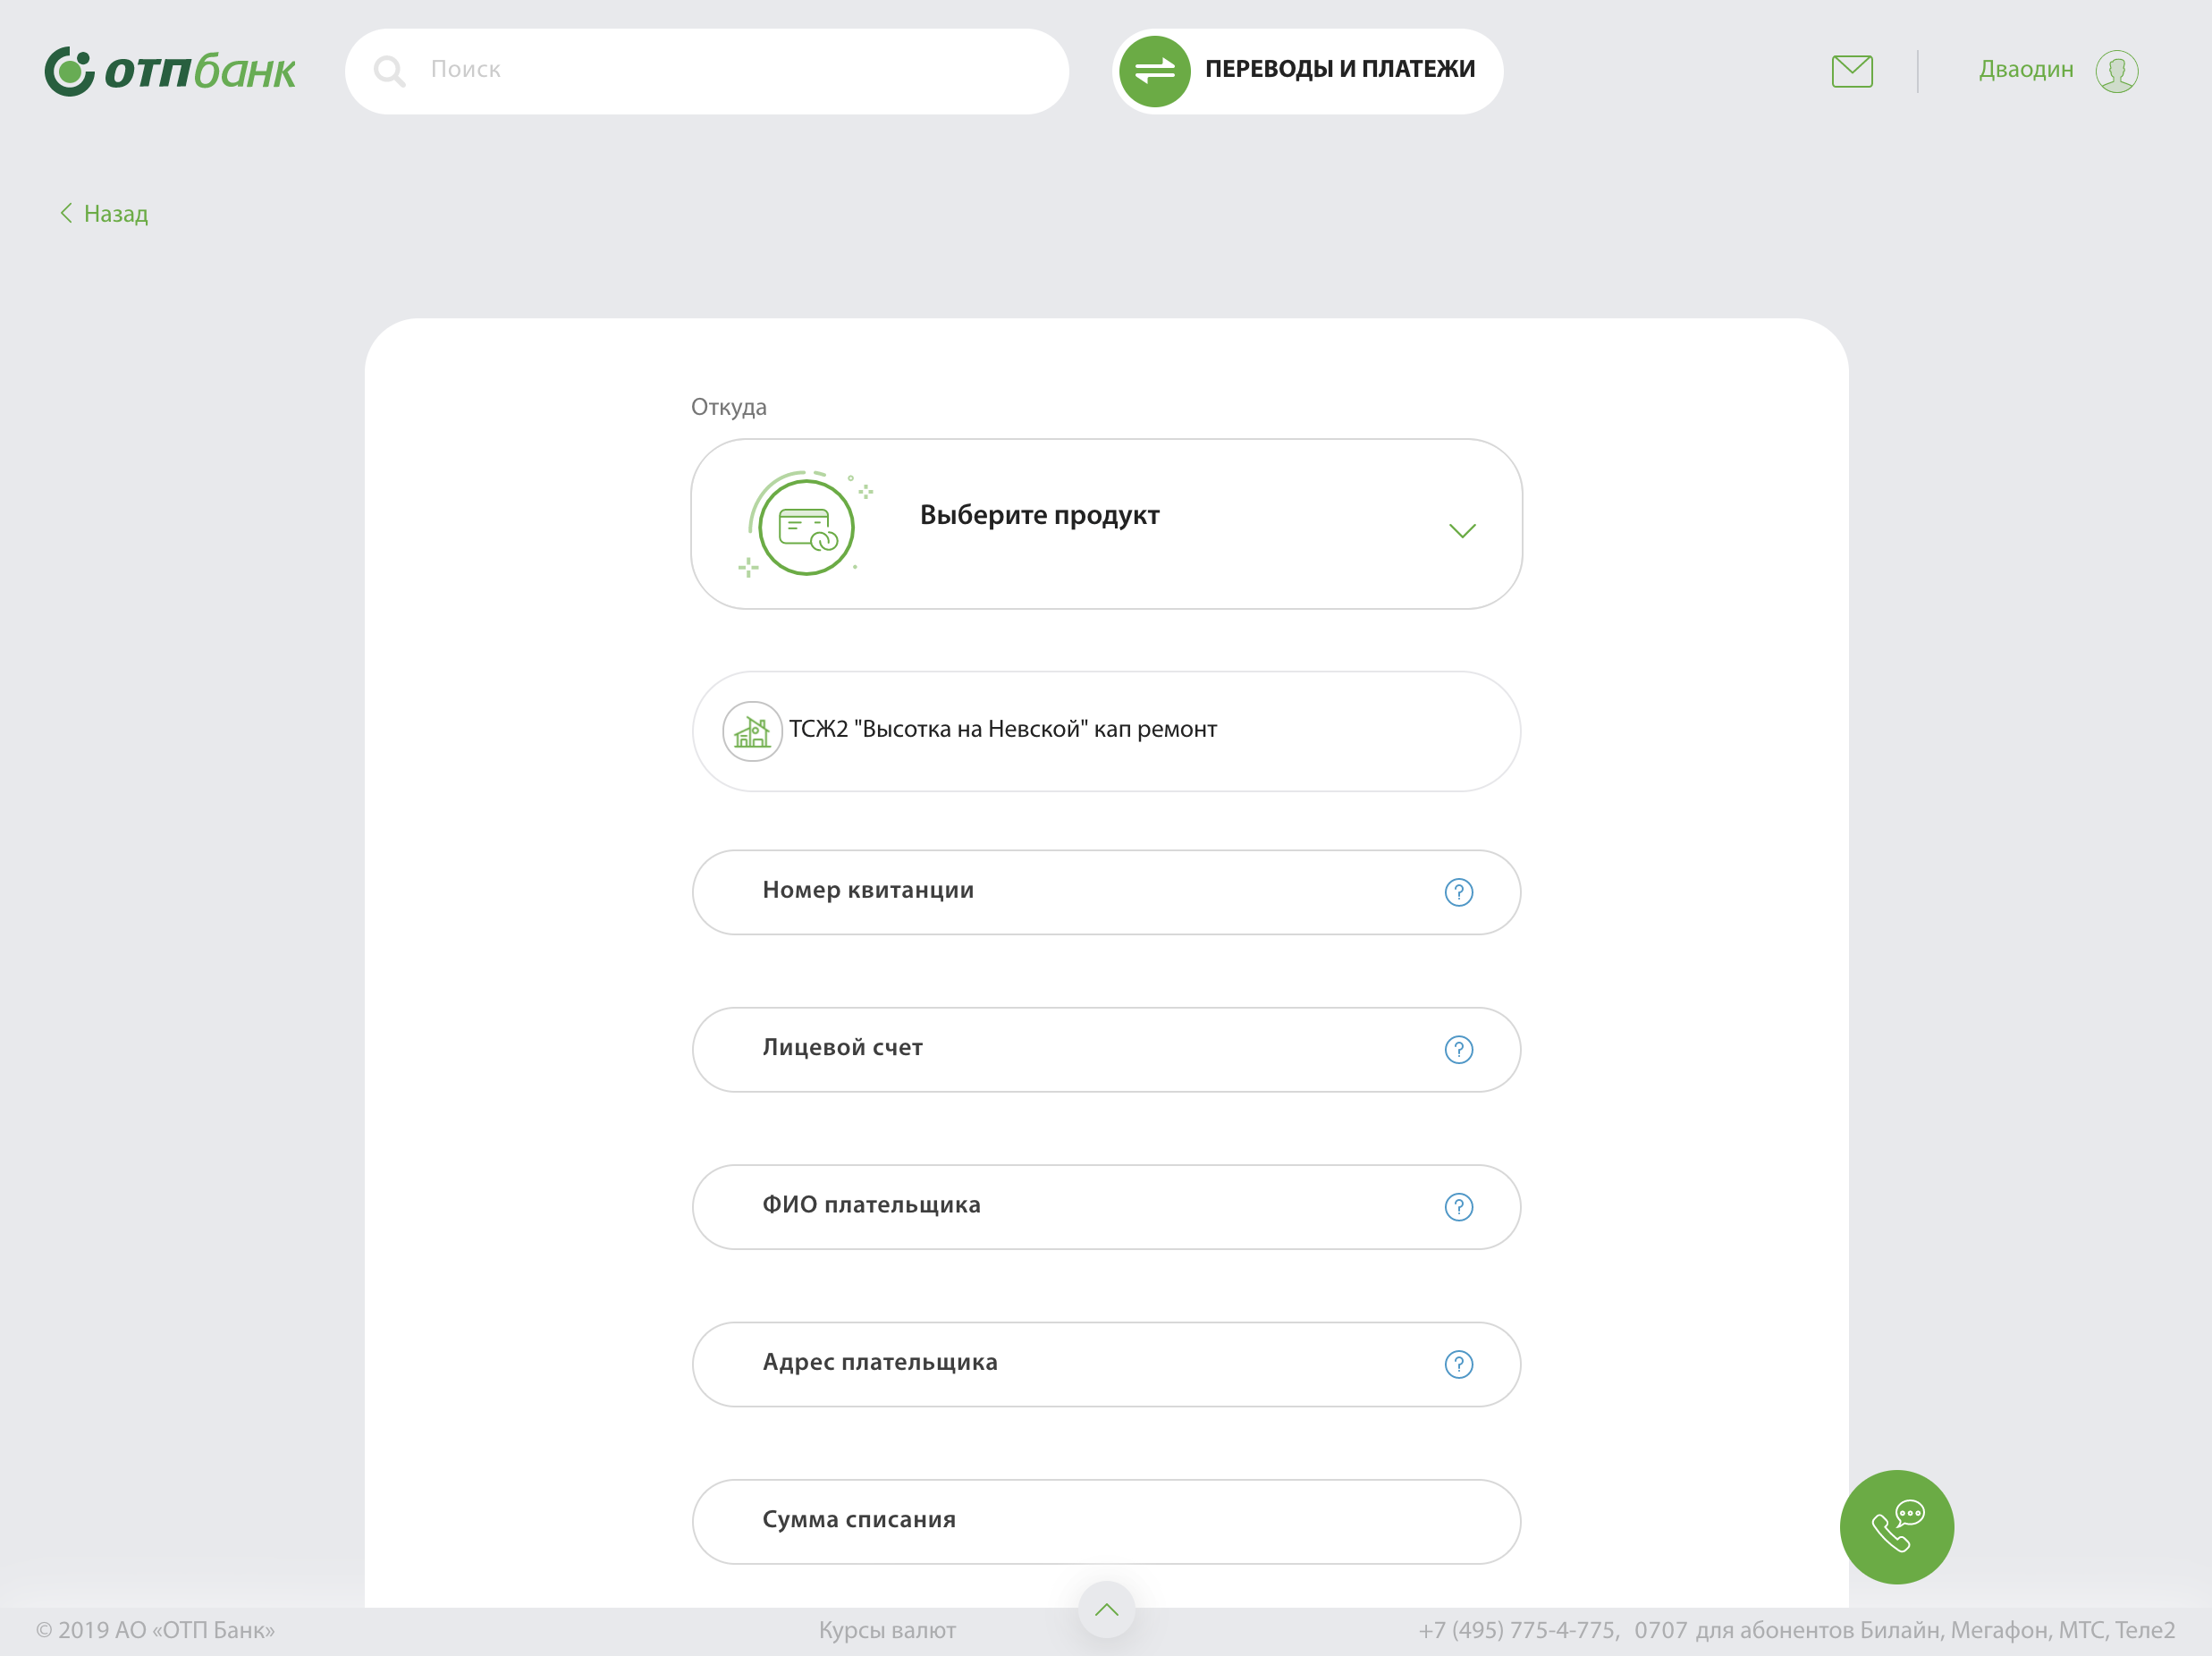 отпбанк
Поиск
ПЕРЕВОДЫ И ПЛАТЕЖИ
Дваодин
Назад
Откуда
Выберите продукт
ТСЖ2 "Высотка на Невской" кап ремонт
Номер квитанции
?
Лицевой счет
?
ФИО плательщика
?
Адрес плательщика
?
Сумма списания
© 2019 АО «ОТП Банк»
Курсы валют
+7 (495) 775-4-775, 0707 для абонентов Билайн, Мегафон, МТС, Теле2